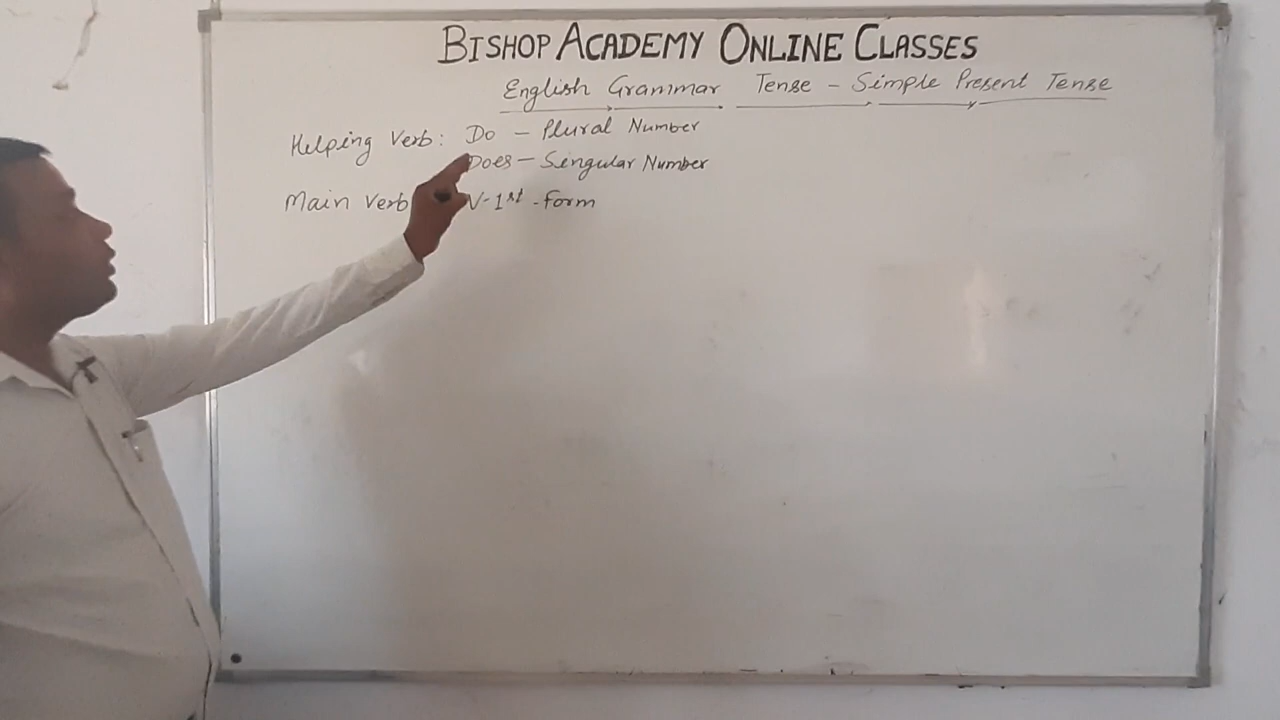 BISHOP ACADEMY ONLINE CLASSES
English Grammar Tense - Simple Present Tense
Helping Verb: Do - Plural Number
Does - Singular Number
Main Verb V-1st - Form